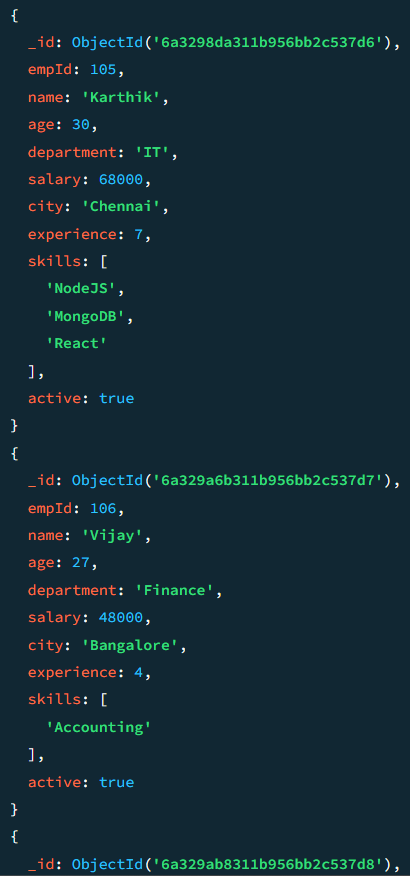 {
  _id: ObjectId('6a3298da311b956bb2c537d6'),
  empId: 105,
  name: 'Karthik',
  age: 30,
  department: 'IT',
  salary: 68000,
  city: 'Chennai',
  experience: 7,
  skills: [
    'NodeJS',
    'MongoDB',
    'React'
  ],
  active: true
}
{
  _id: ObjectId('6a329a6b311b956bb2c537d7'),
  empId: 106,
  name: 'Vijay',
  age: 27,
  department: 'Finance',
  salary: 48000,
  city: 'Bangalore',
  experience: 4,
  skills: [
    'Accounting'
  ],
  active: true
}
{
  _id: ObjectId('6a329ab8311b956bb2c537d8'),